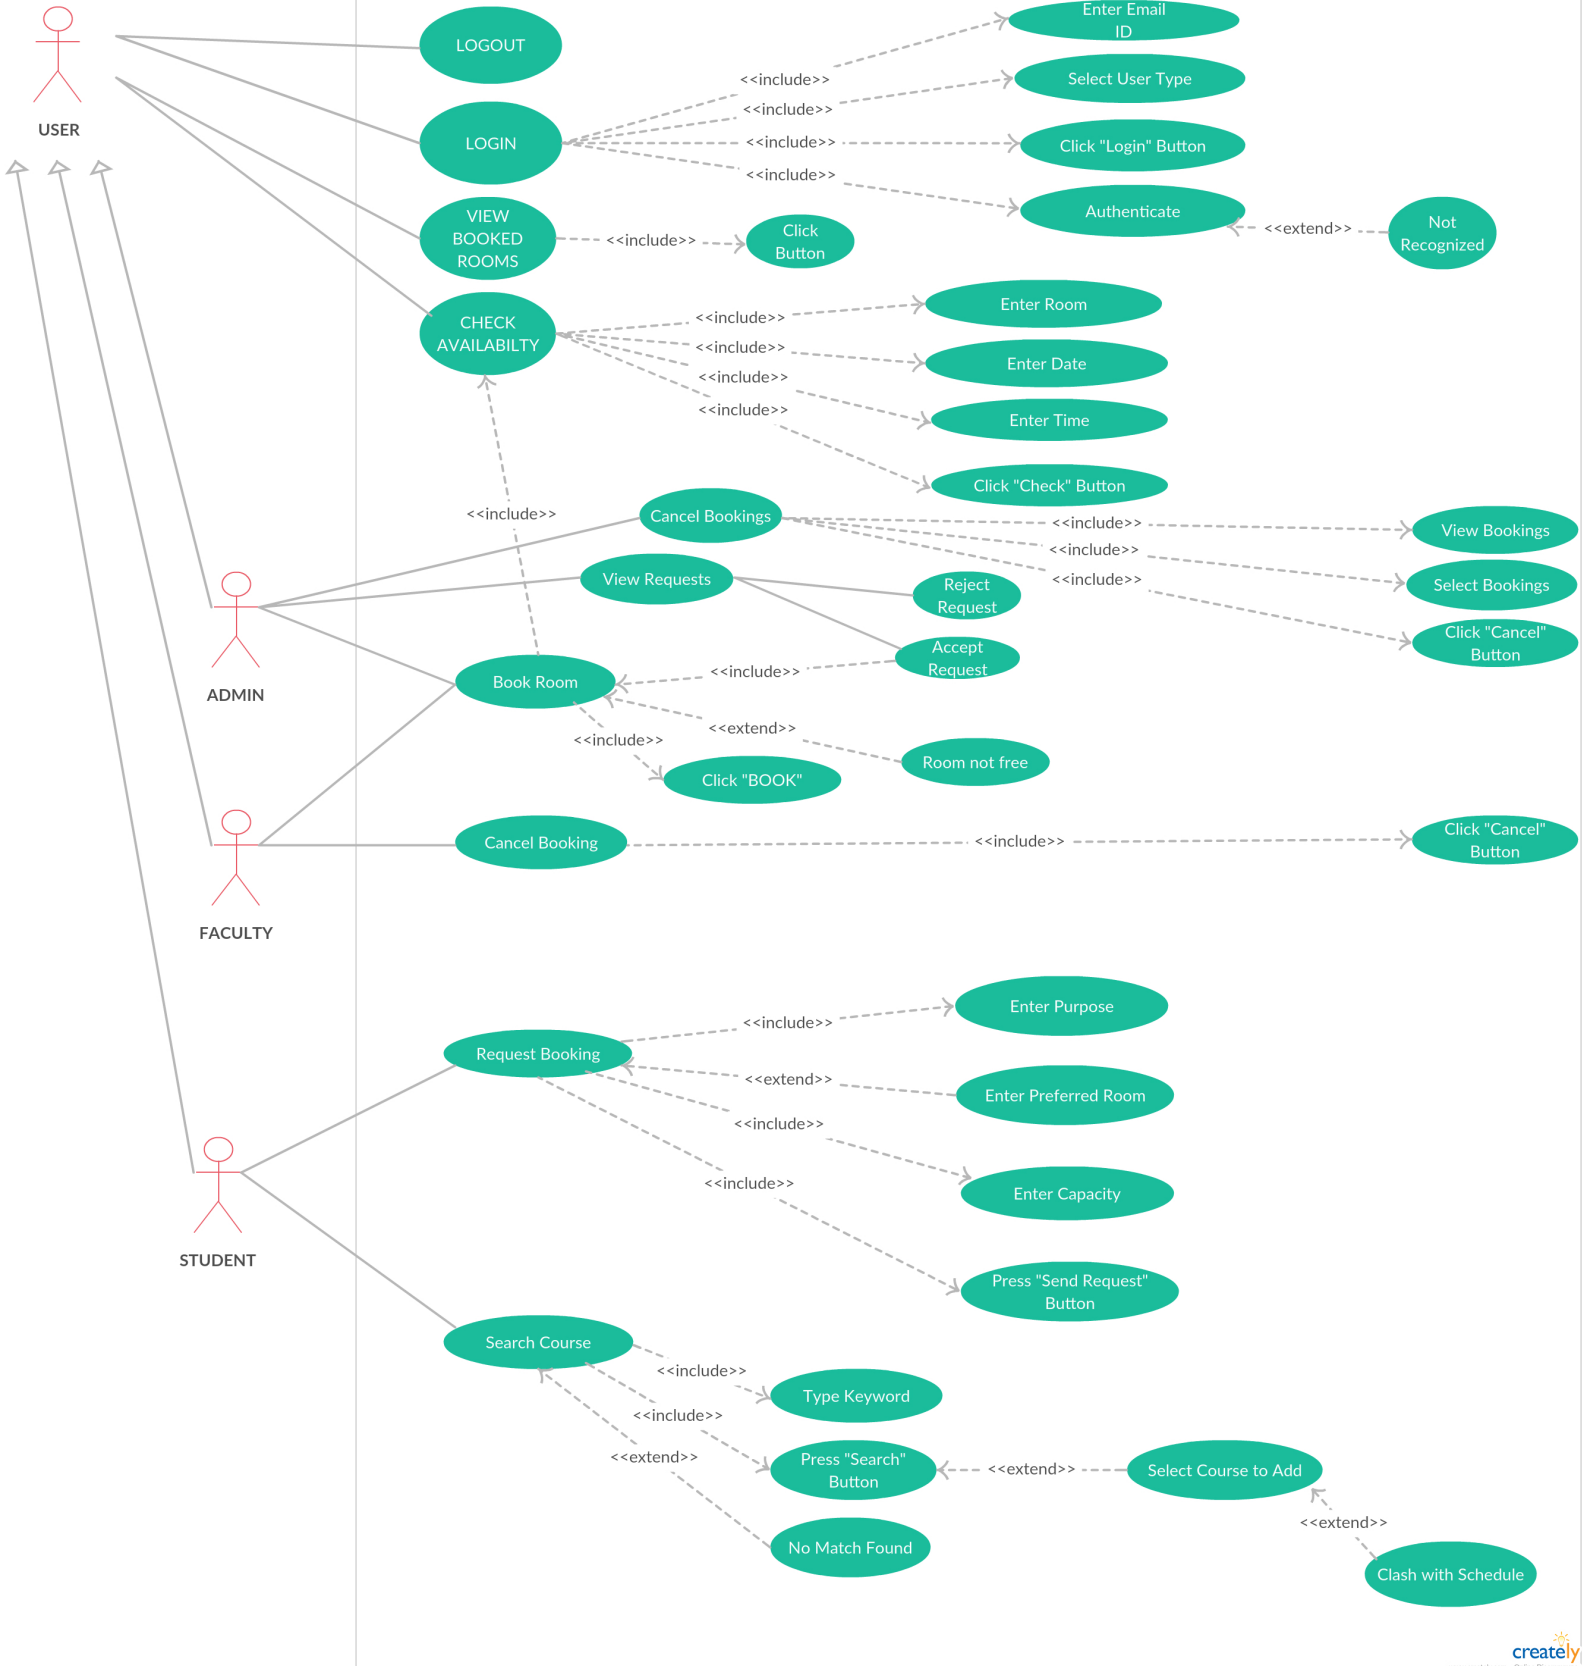 Enter Email
ID
LOGOUT
<<include>>
Select User Type
<<include>>
USER
LOGIN
<<include>>
Click "Login" Button
<<include>>
Authenticate
VIEW
BOOKED
ROOMS
<<include>>
Click
Button
<<extend>>
Not
Recognized
Enter Room
<<include>>
CHECK
AVAILABILTY
<<include>>
Enter Date
<<include>>
<<include>>
Enter Time
Click "Check" Button
<<include>>
Cancel Bookings
<<include>>
View Bookings
<<include>>
View Requests
Reject
Request
<<include>>
Select Bookings
Click "Cancel"
Button
Accept
Request
ADMIN
Book Room
<<include>>
<<extend>>
<<include>>
Room not free
Click "BOOK"
Cancel Booking
<<include>>
Click "Cancel"
Button
FACULTY
Enter Purpose
<<include>>
Request Booking
<<extend>>
Enter Preferred Room
<<include>>
<<include>>
Enter Capacity
STUDENT
Press "Send Request"
Button
Search Course
<<include>>
Type Keyword
<<include>>
<<extend>>
Press "Search"
Button
<<extend>>
Select Course to Add
<<extend>>
No Match Found
Clash with Schedule
creately